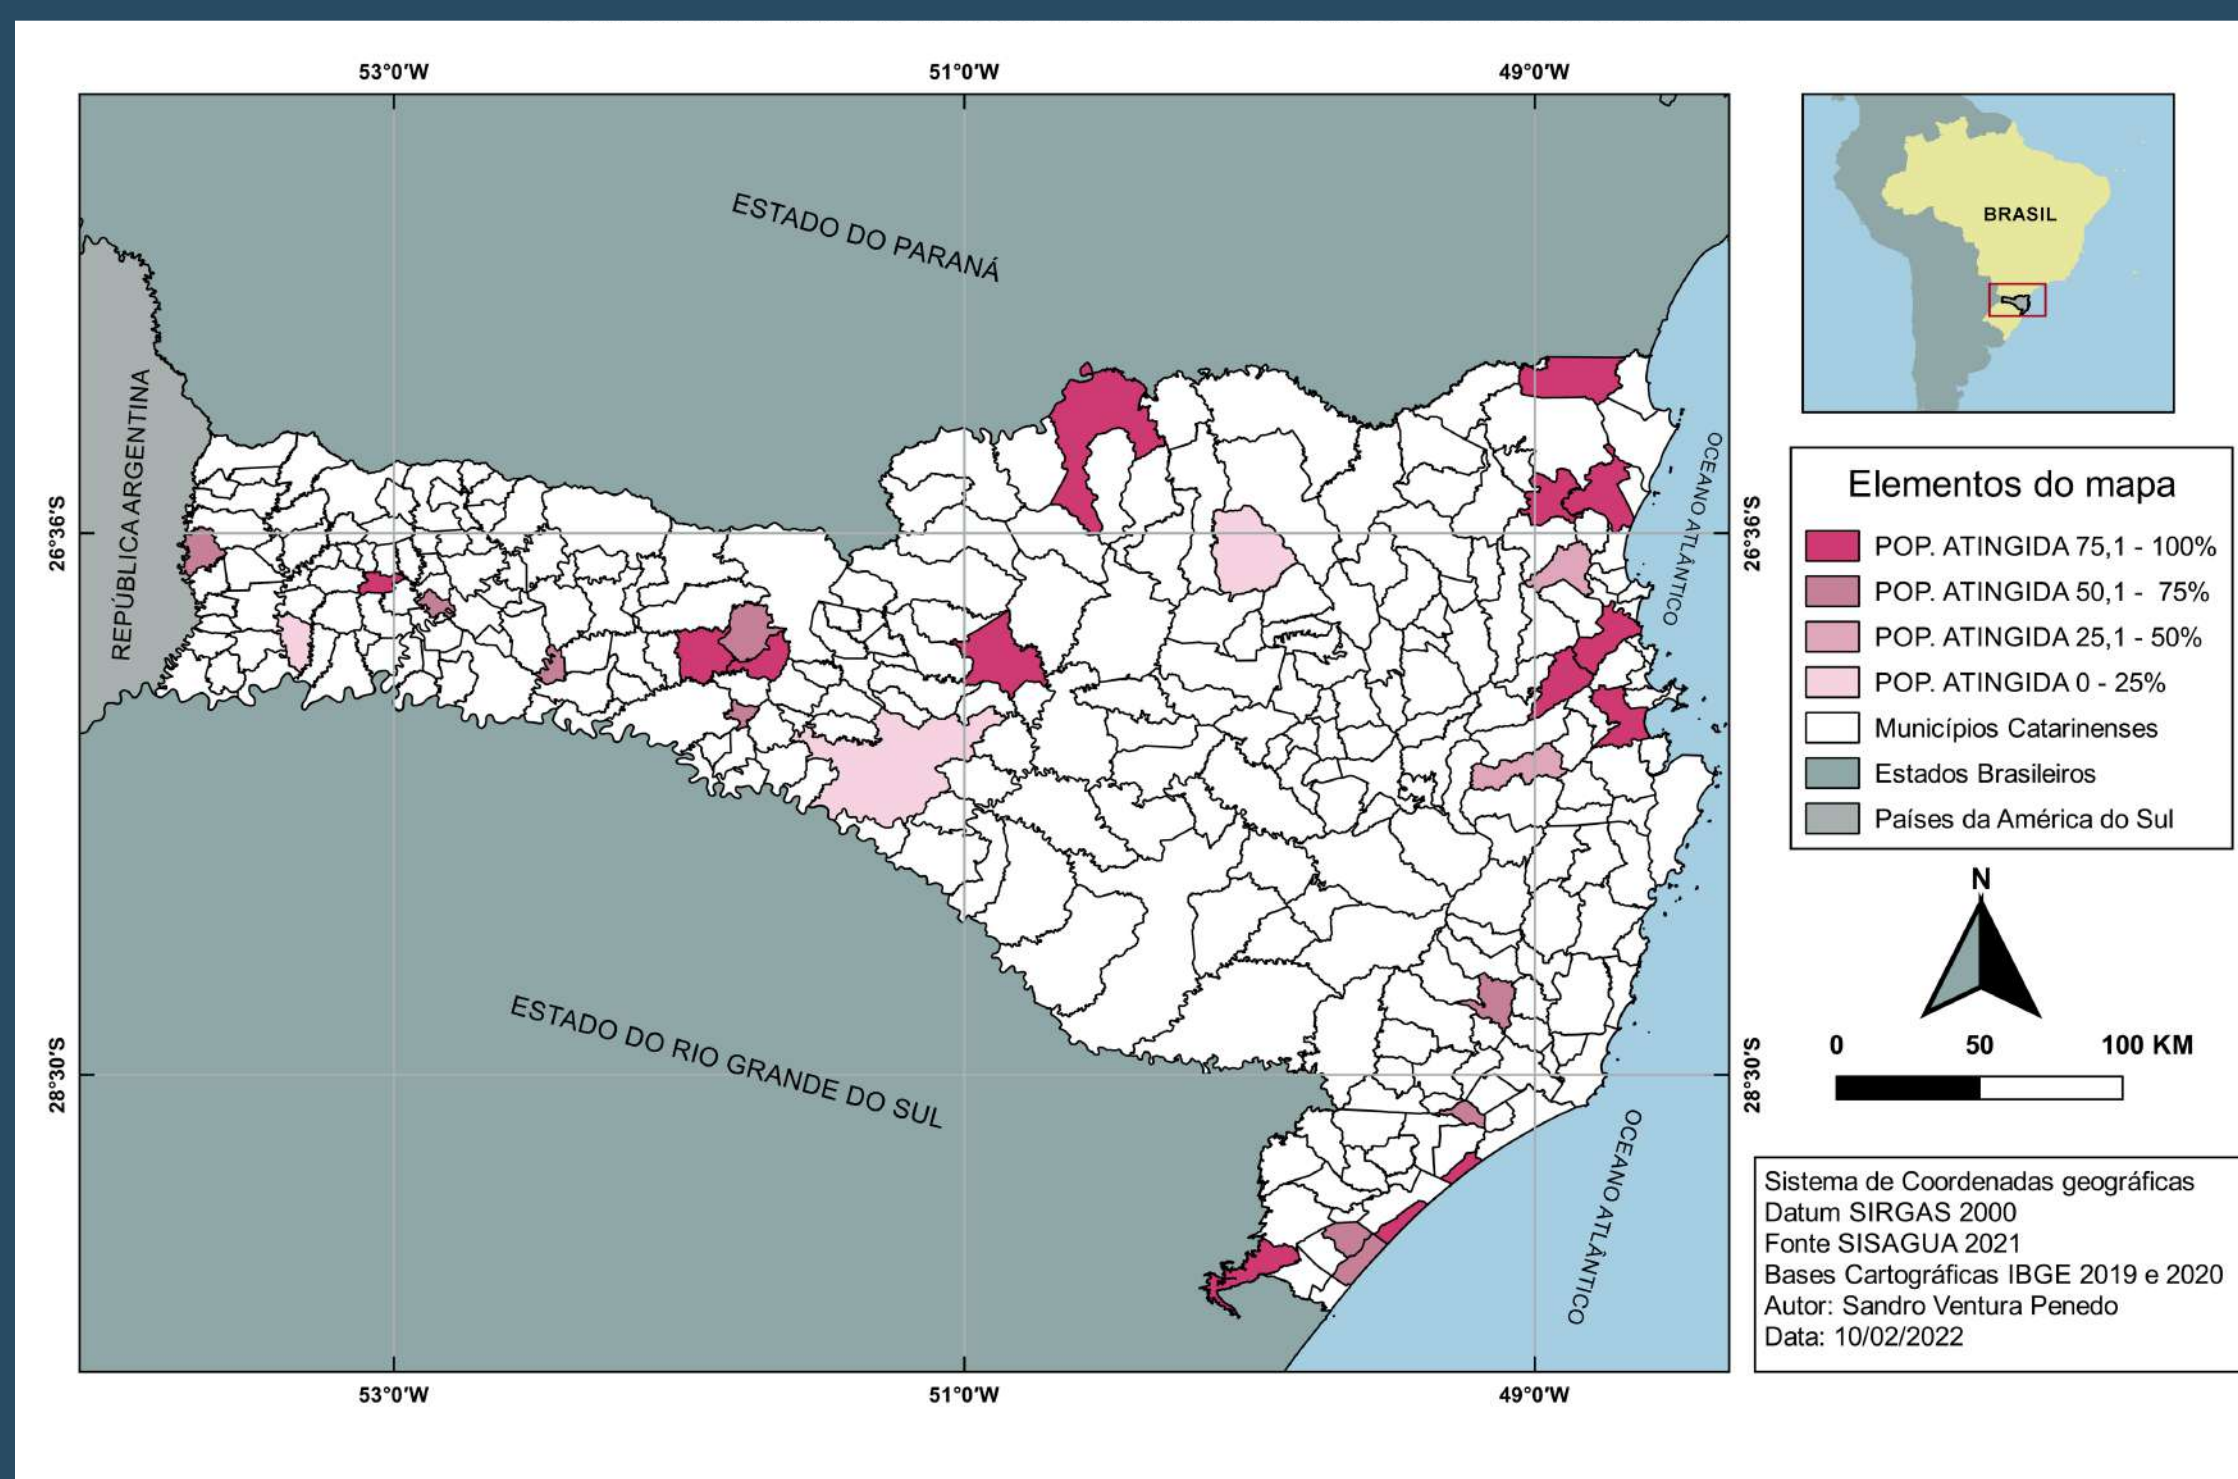 53°0'W
51°0'W
49°0'W
ESTADO DO PARANÁ
REPÚBLICA ARGENTINA
26°36'S
OCEANO ATLÂNTICO
26°36'S
ESTADO DO RIO GRANDE DO SUL
28°30'S
28°30'S
OCEANO ATLÂNTICO
53°0'W
51°0'W
49°0'W
BRASIL
Elementos do mapa
POP. ATINGIDA 75,1 - 100%
POP. ATINGIDA 50,1 - 75%
POP. ATINGIDA 25,1 - 50%
POP. ATINGIDA 0 - 25%
Municípios Catarinenses
Estados Brasileiros
Países da América do Sul
N
0 50 100 KM
Sistema de Coordenadas geográficas
Datum SIRGAS 2000
Fonte SISAGUA 2021
Bases Cartográficas IBGE 2019 e 2020
Autor: Sandro Ventura Penedo
Data: 10/02/2022